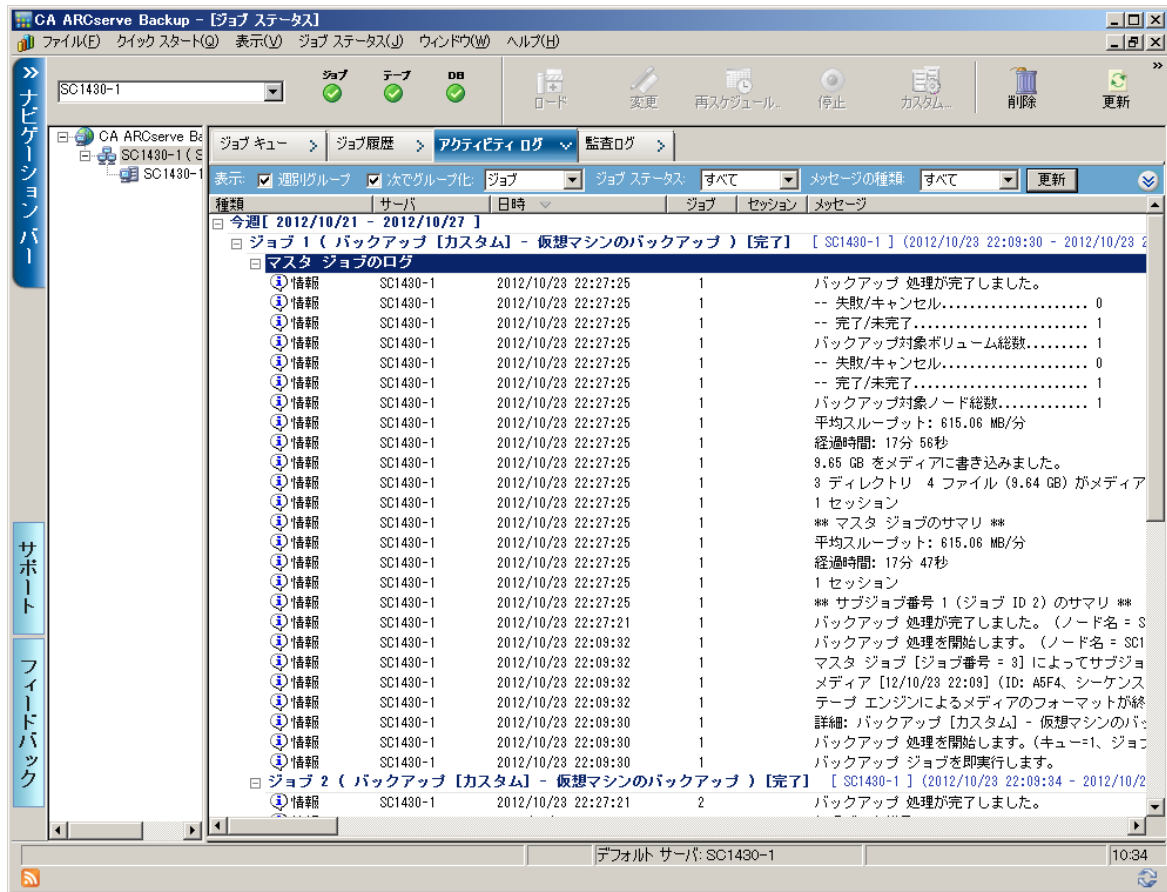 CA ARCserve Backup - [ジョブ ステータス]
ファイル(F) クイック スタート(Q) 表示(V) ジョブ ステータス(J) ウィンドウ(W) ヘルプ(H)
ナビゲーション バー
SC1430-1
ジョブ テープ DB
ロード 変更 再スケジュール... 停止 カスタム... 削除 更新
CA ARCserve Ba
SC1430-1 ( S
SC1430-1
ジョブ キュー ジョブ履歴 アクティビティ ログ 監査ログ
表示: 週別グループ 次でグループ化: ジョブ ジョブ ステータス: すべて メッセージの種類: すべて 更新
種類 サーバ 日時 ジョブ セッション メッセージ
今週[ 2012/10/21 - 2012/10/27 ]
ジョブ 1 ( バックアップ [カスタム] - 仮想マシンのバックアップ ) [完了] [ SC1430-1 ] (2012/10/23 22:09:30 - 2012/10/23 2
マスタ ジョブのログ
情報 SC1430-1 2012/10/23 22:27:25 1 バックアップ 処理が完了しました。
情報 SC1430-1 2012/10/23 22:27:25 1 -- 失敗/キャンセル..................... 0
情報 SC1430-1 2012/10/23 22:27:25 1 -- 完了/未完了......................... 1
情報 SC1430-1 2012/10/23 22:27:25 1 バックアップ対象ボリューム総数......... 1
情報 SC1430-1 2012/10/23 22:27:25 1 -- 失敗/キャンセル..................... 0
情報 SC1430-1 2012/10/23 22:27:25 1 -- 完了/未完了......................... 1
情報 SC1430-1 2012/10/23 22:27:25 1 バックアップ対象ノード総数............. 1
情報 SC1430-1 2012/10/23 22:27:25 1 平均スループット: 615.06 MB/分
情報 SC1430-1 2012/10/23 22:27:25 1 経過時間: 17分 56秒
情報 SC1430-1 2012/10/23 22:27:25 1 9.65 GB をメディアに書き込みました。
情報 SC1430-1 2012/10/23 22:27:25 1 3 ディレクトリ 4 ファイル (9.64 GB) がメディア
情報 SC1430-1 2012/10/23 22:27:25 1 1 セッション
情報 SC1430-1 2012/10/23 22:27:25 1 ** マスタ ジョブのサマリ **
情報 SC1430-1 2012/10/23 22:27:25 1 平均スループット: 615.06 MB/分
情報 SC1430-1 2012/10/23 22:27:25 1 経過時間: 17分 47秒
情報 SC1430-1 2012/10/23 22:27:25 1 1 セッション
情報 SC1430-1 2012/10/23 22:27:25 1 ** サブジョブ番号 1 (ジョブ ID 2) のサマリ **
情報 SC1430-1 2012/10/23 22:27:21 1 バックアップ 処理が完了しました。 (ノード名 = S
情報 SC1430-1 2012/10/23 22:09:32 1 バックアップ 処理を開始します。 (ノード名 = SC1
情報 SC1430-1 2012/10/23 22:09:32 1 マスタ ジョブ [ジョブ番号 = 3] によってサブジョ
情報 SC1430-1 2012/10/23 22:09:32 1 メディア [12/10/23 22:09] (ID: A5F4、シーケンス
情報 SC1430-1 2012/10/23 22:09:32 1 テープ エンジンによるメディアのフォーマットが終
情報 SC1430-1 2012/10/23 22:09:30 1 詳細: バックアップ [カスタム] - 仮想マシンのバッ
情報 SC1430-1 2012/10/23 22:09:30 1 バックアップ 処理を開始します。(キュー=1、ジョブ
情報 SC1430-1 2012/10/23 22:09:30 1 バックアップ ジョブを即実行します。
ジョブ 2 ( バックアップ [カスタム] - 仮想マシンのバックアップ ) [完了] [ SC1430-1 ] (2012/10/23 22:09:34 - 2012/10/2
情報 SC1430-1 2012/10/23 22:27:21 2 バックアップ 処理が完了しました。
サポート
フィードバック
デフォルト サーバ: SC1430-1
10:34